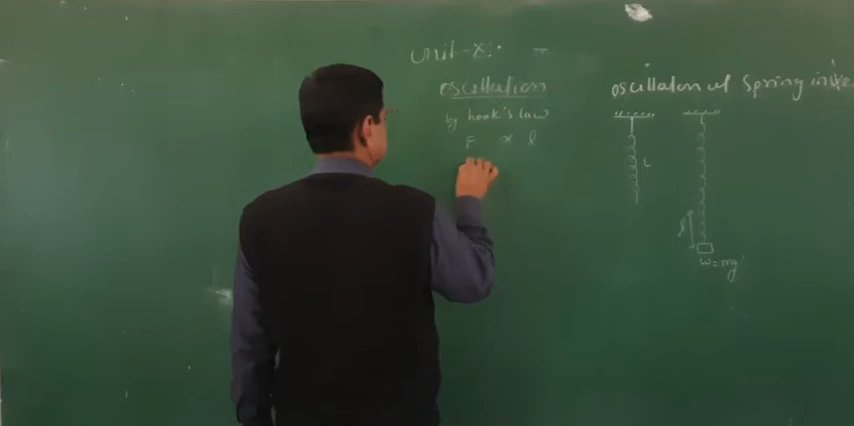 Unit-X:-
oscillation
by hook's law
F ∝ l
oscillation of Spring in
L
l
W=mg